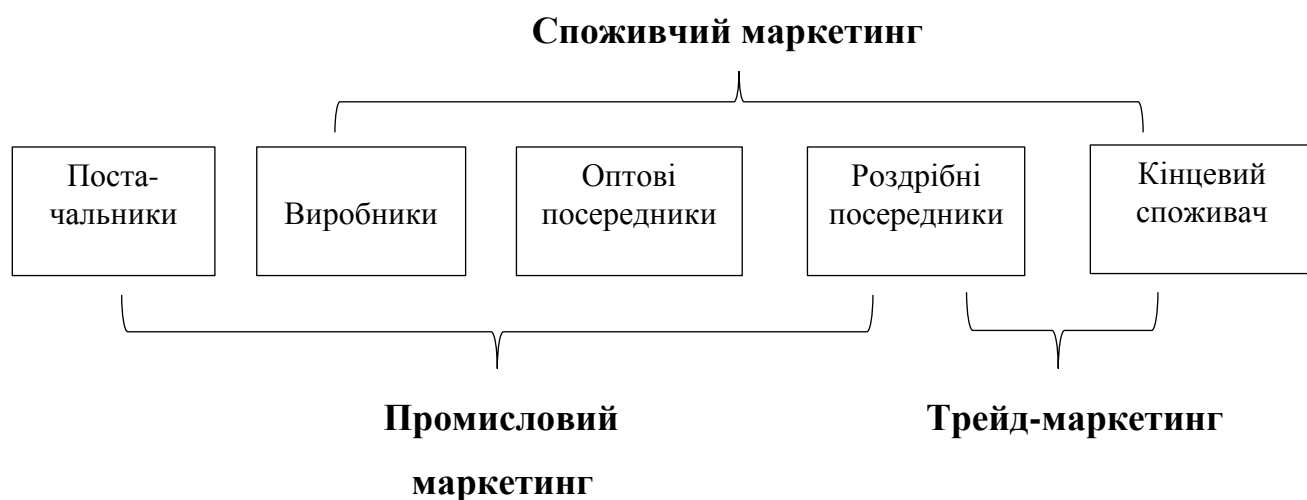 Споживчий маркетинг
Поста-
чальники
Виробники
Оптові
посередники
Роздрібні
посередники
Кінцевий
споживач
Промисловий
маркетинг
Трейд-маркетинг